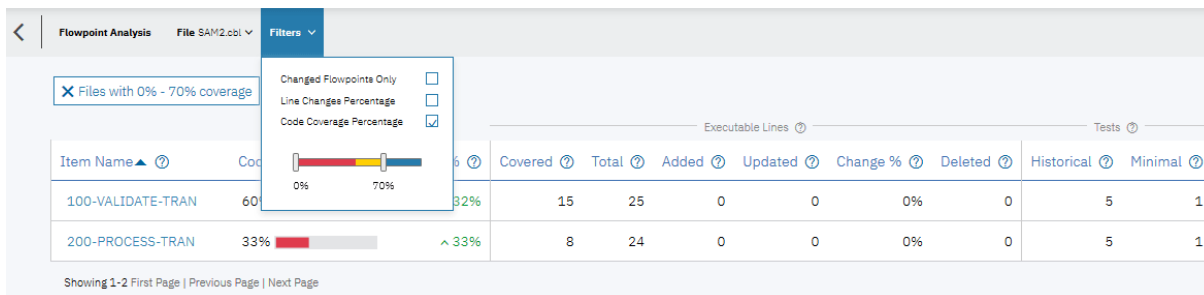 Flowpoint Analysis File SAM2.cbl Filters
Changed Flowpoints Only
Files with 0% - 70% coverage
Line Changes Percentage
Code Coverage Percentage
Executable Lines Tests
Item Name % Covered Total Added Updated Change % Deleted Historical Minimal
0% 70%
100-VALIDATE-TRAN 32% 15 25 0 0 0% 0 5 1
200-PROCESS-TRAN 33% 33% 8 24 0 0 0% 0 5 1
Showing 1-2 First Page | Previous Page | Next Page